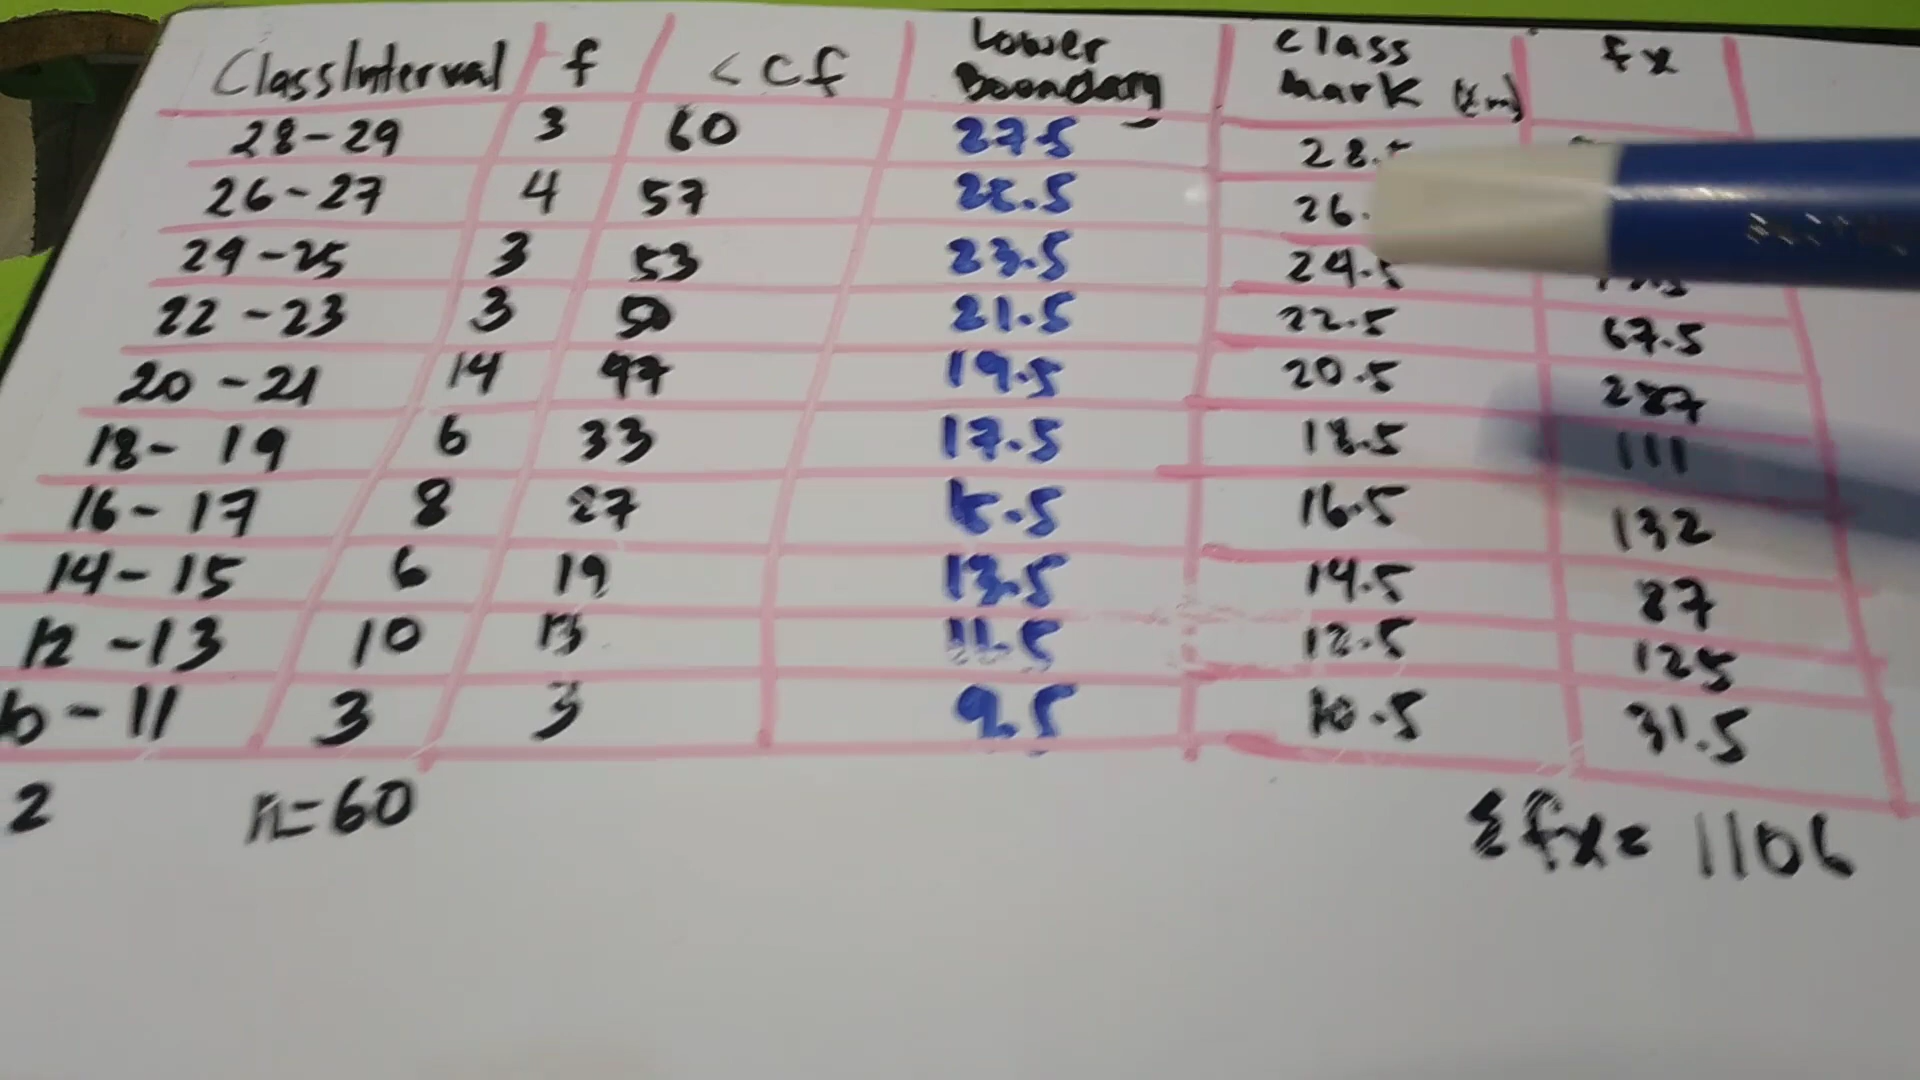 Class Interval f <cf Lower Boundary class mark (Xm) fx
28-29 3 60 27.5 28.5
26-27 4 57 25.5 26.
24-25 3 53 23.5 24.5
22-23 3 50 21.5 22.5 67.5
20-21 14 47 19.5 20.5 287
18-19 6 33 17.5 18.5 111
16-17 8 27 15.5 16.5 132
14-15 6 19 13.5 14.5 87
12-13 10 13 11.5 12.5 125
10-11 3 3 9.5 10.5 31.5
2 n=60 Σfx= 1106